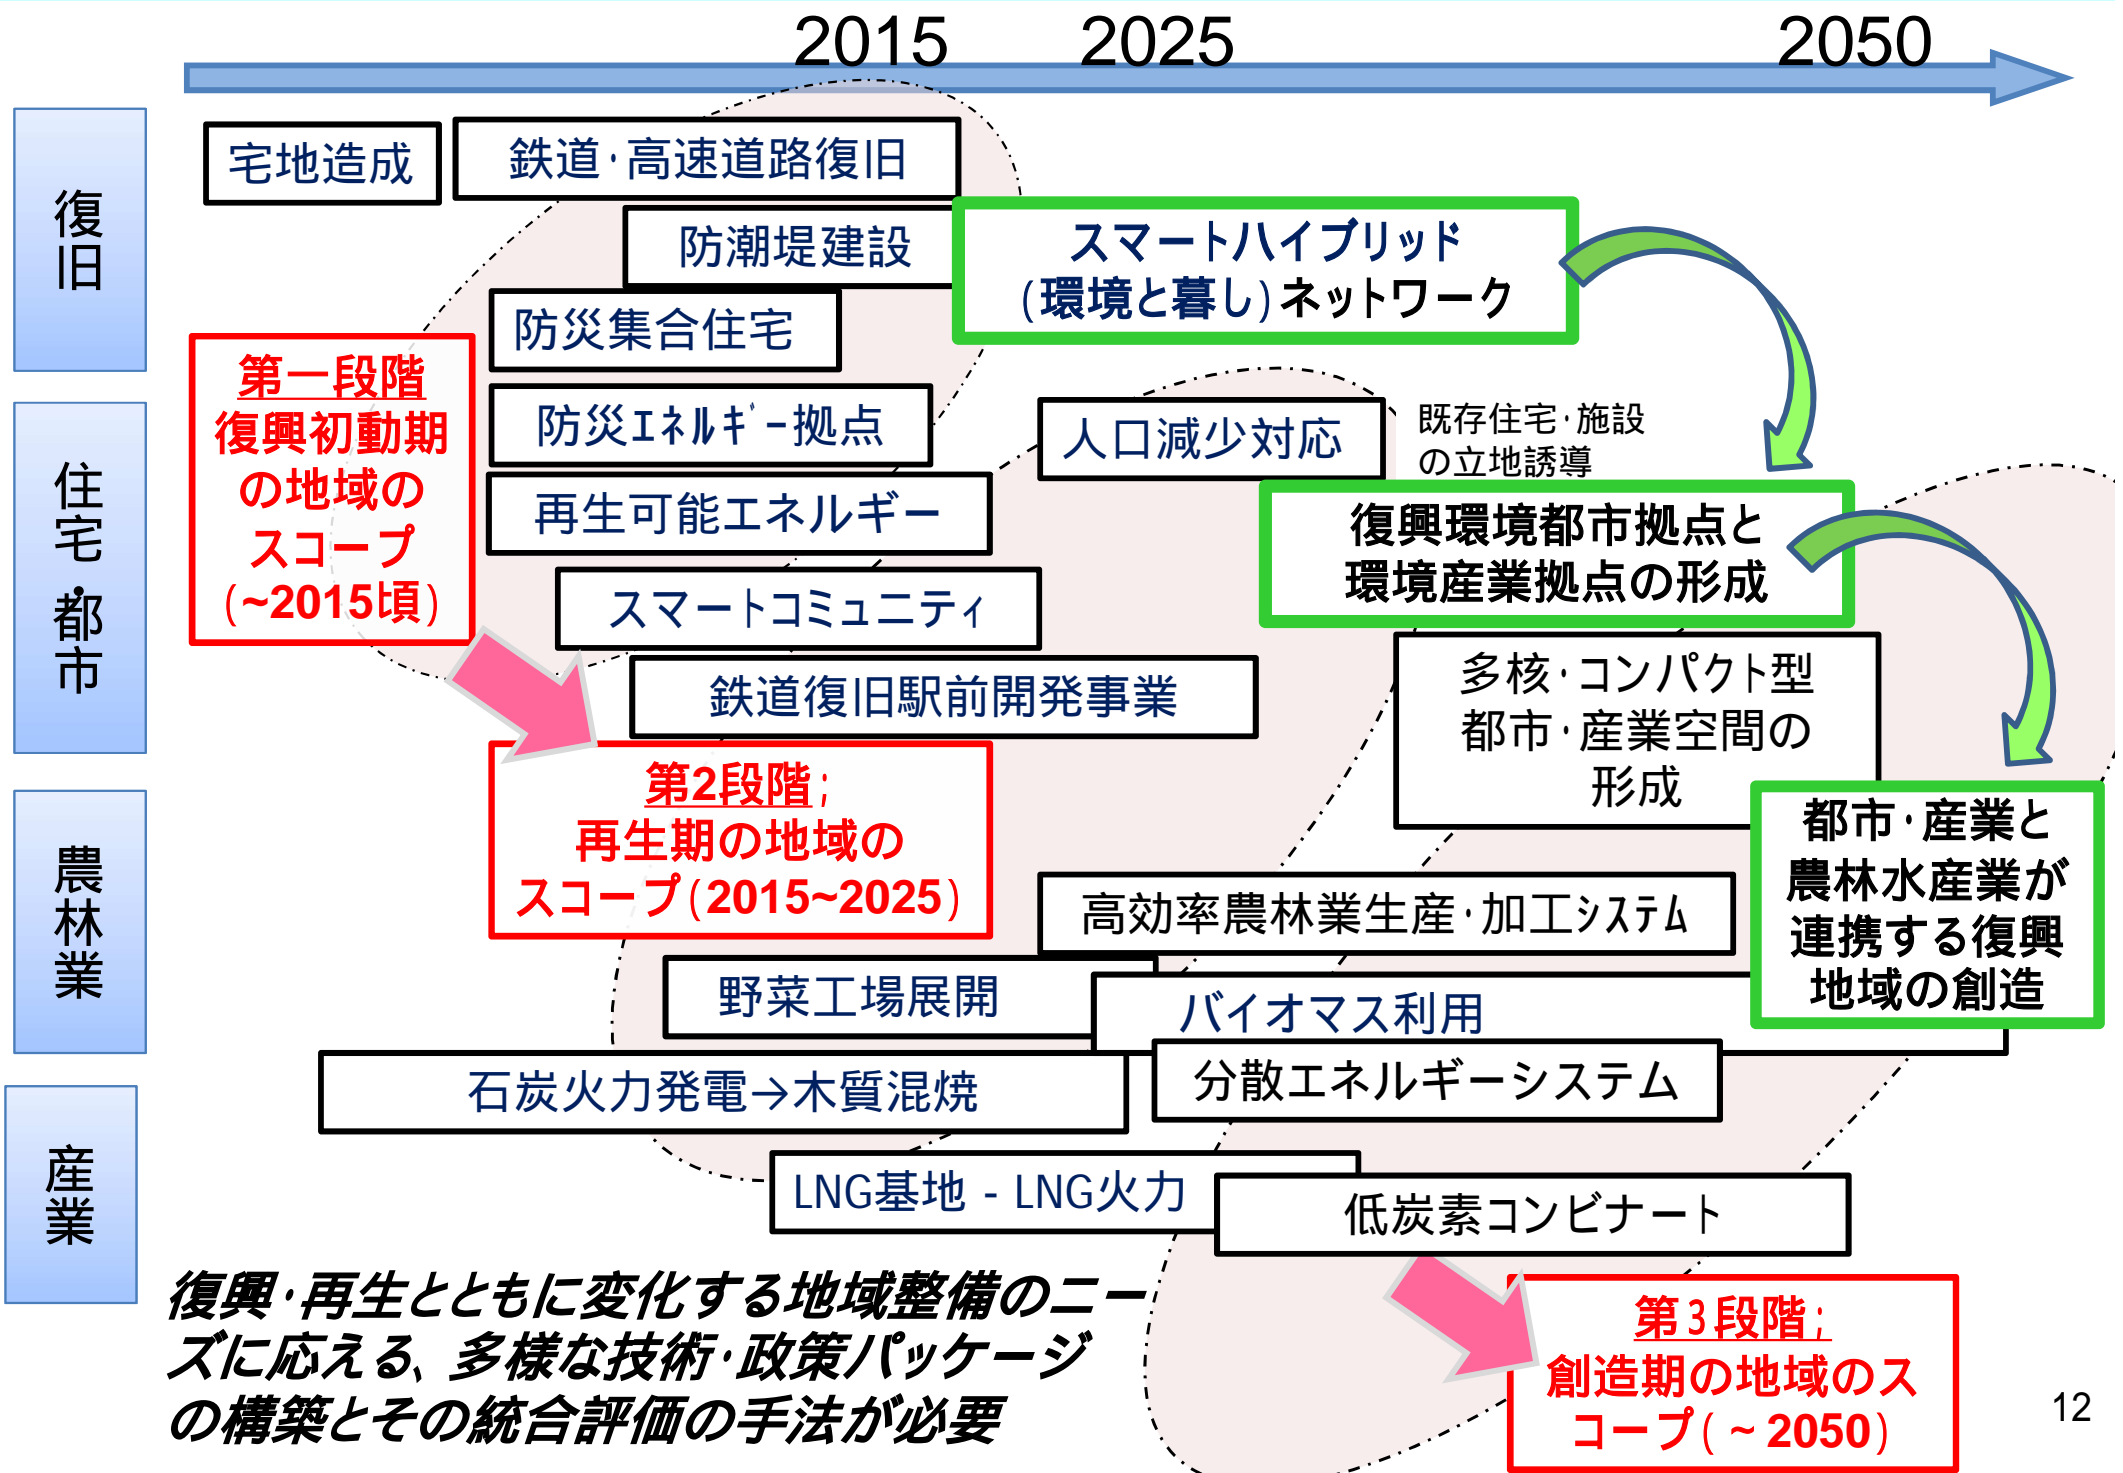 2015 2025 2050
復旧
宅地造成
鉄道・高速道路復旧
防潮堤建設
スマートハイブリッド
(環境と暮し)ネットワーク
防災集合住宅
第一段階
復興初動期
の地域の
スコープ
(~2015頃)
住宅・都市
防災ｴﾈﾙｷﾞｰ拠点
人口減少対応
既存住宅・施設
の立地誘導
再生可能エネルギー
復興環境都市拠点と
環境産業拠点の形成
スマートコミュニティ
鉄道復旧駅前開発事業
多核・コンパクト型
都市・産業空間の
形成
第2段階;
再生期の地域の
スコープ(2015~2025)
農林業
都市・産業と
農林水産業が
連携する復興
地域の創造
高効率農林業生産・加工ｼｽﾃﾑ
野菜工場展開
バイオマス利用
分散エネルギーシステム
石炭火力発電→木質混焼
産業
LNG基地 - LNG火力
低炭素コンビナート
復興・再生とともに変化する地域整備のニー
ズに応える、多様な技術・政策パッケージ
の構築とその統合評価の手法が必要
第3段階;
創造期の地域のス
コープ(~2050)
12